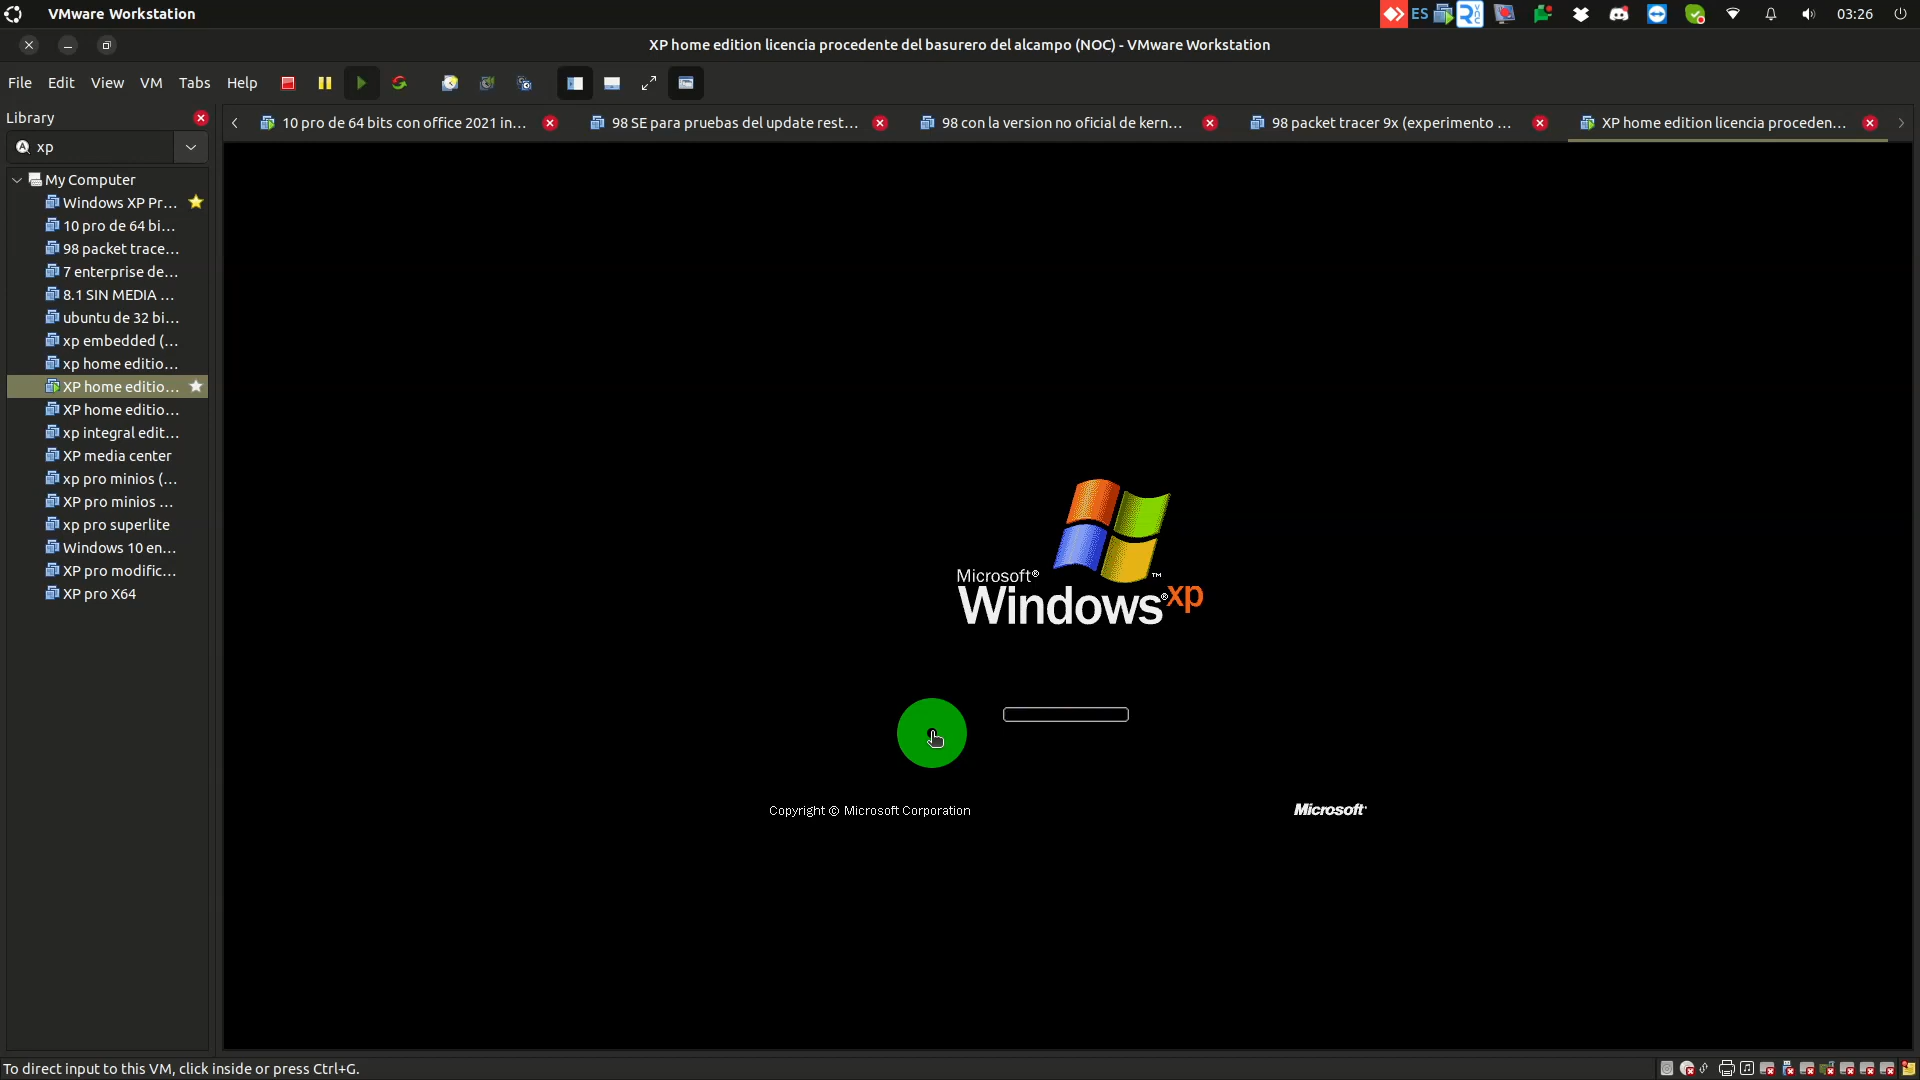 VMware Workstation
ES
03:26
XP home edition licencia procedente del basurero del alcampo (NOC) - VMware Workstation
File Edit View VM Tabs Help
Library
10 pro de 64 bits con office 2021 in...
98 SE para pruebas del update rest...
98 con la version no oficial de kern...
98 packet tracer 9x (experimento ...
XP home edition licencia proceden...
xp
My Computer
Windows XP Pr...
10 pro de 64 bi...
98 packet trace...
7 enterprise de...
8.1 SIN MEDIA ...
ubuntu de 32 bi...
xp embedded (...
xp home editio...
XP home editio...
XP home editio...
xp integral edit...
XP media center
xp pro minios (...
XP pro minios ...
xp pro superlite
Windows 10 en...
XP pro modific...
XP pro X64
Microsoft®
Windows® xp ™
Copyright © Microsoft Corporation
Microsoft
To direct input to this VM, click inside or press Ctrl+G.